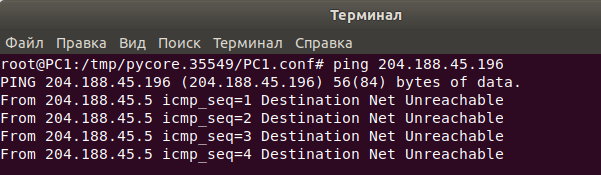 Терминал
Файл Правка Вид Поиск Терминал Справка
root@PC1:/tmp/pycore.35549/PC1.conf# ping 204.188.45.196
PING 204.188.45.196 (204.188.45.196) 56(84) bytes of data.
From 204.188.45.5 icmp_seq=1 Destination Net Unreachable
From 204.188.45.5 icmp_seq=2 Destination Net Unreachable
From 204.188.45.5 icmp_seq=3 Destination Net Unreachable
From 204.188.45.5 icmp_seq=4 Destination Net Unreachable